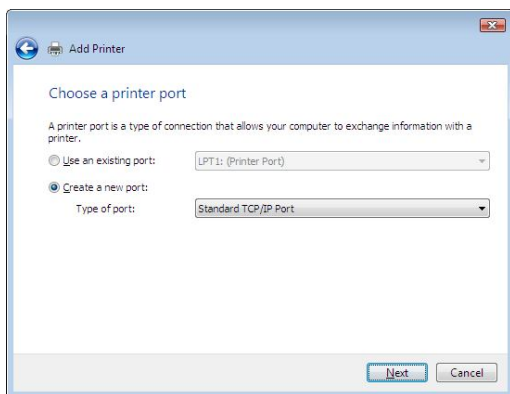 Add Printer
Choose a printer port
A printer port is a type of connection that allows your computer to exchange information with a
printer.
Use an existing port: LPT1: (Printer Port)
Create a new port:
Type of port: Standard TCP/IP Port
Next Cancel